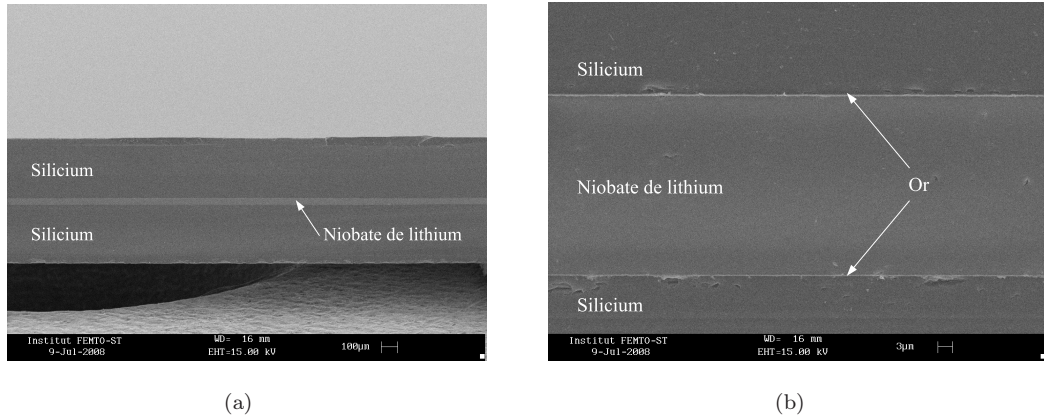 Silicium
Silicium
Niobate de lithium
Institut FEMTO-ST
9-Jul-2008
WD= 16 mm
EHT=15.00 kV
100µm
(a)
Silicium
Niobate de lithium
Or
Silicium
Institut FEMTO-ST
9-Jul-2008
WD= 16 mm
EHT=15.00 kV
3µm
(b)